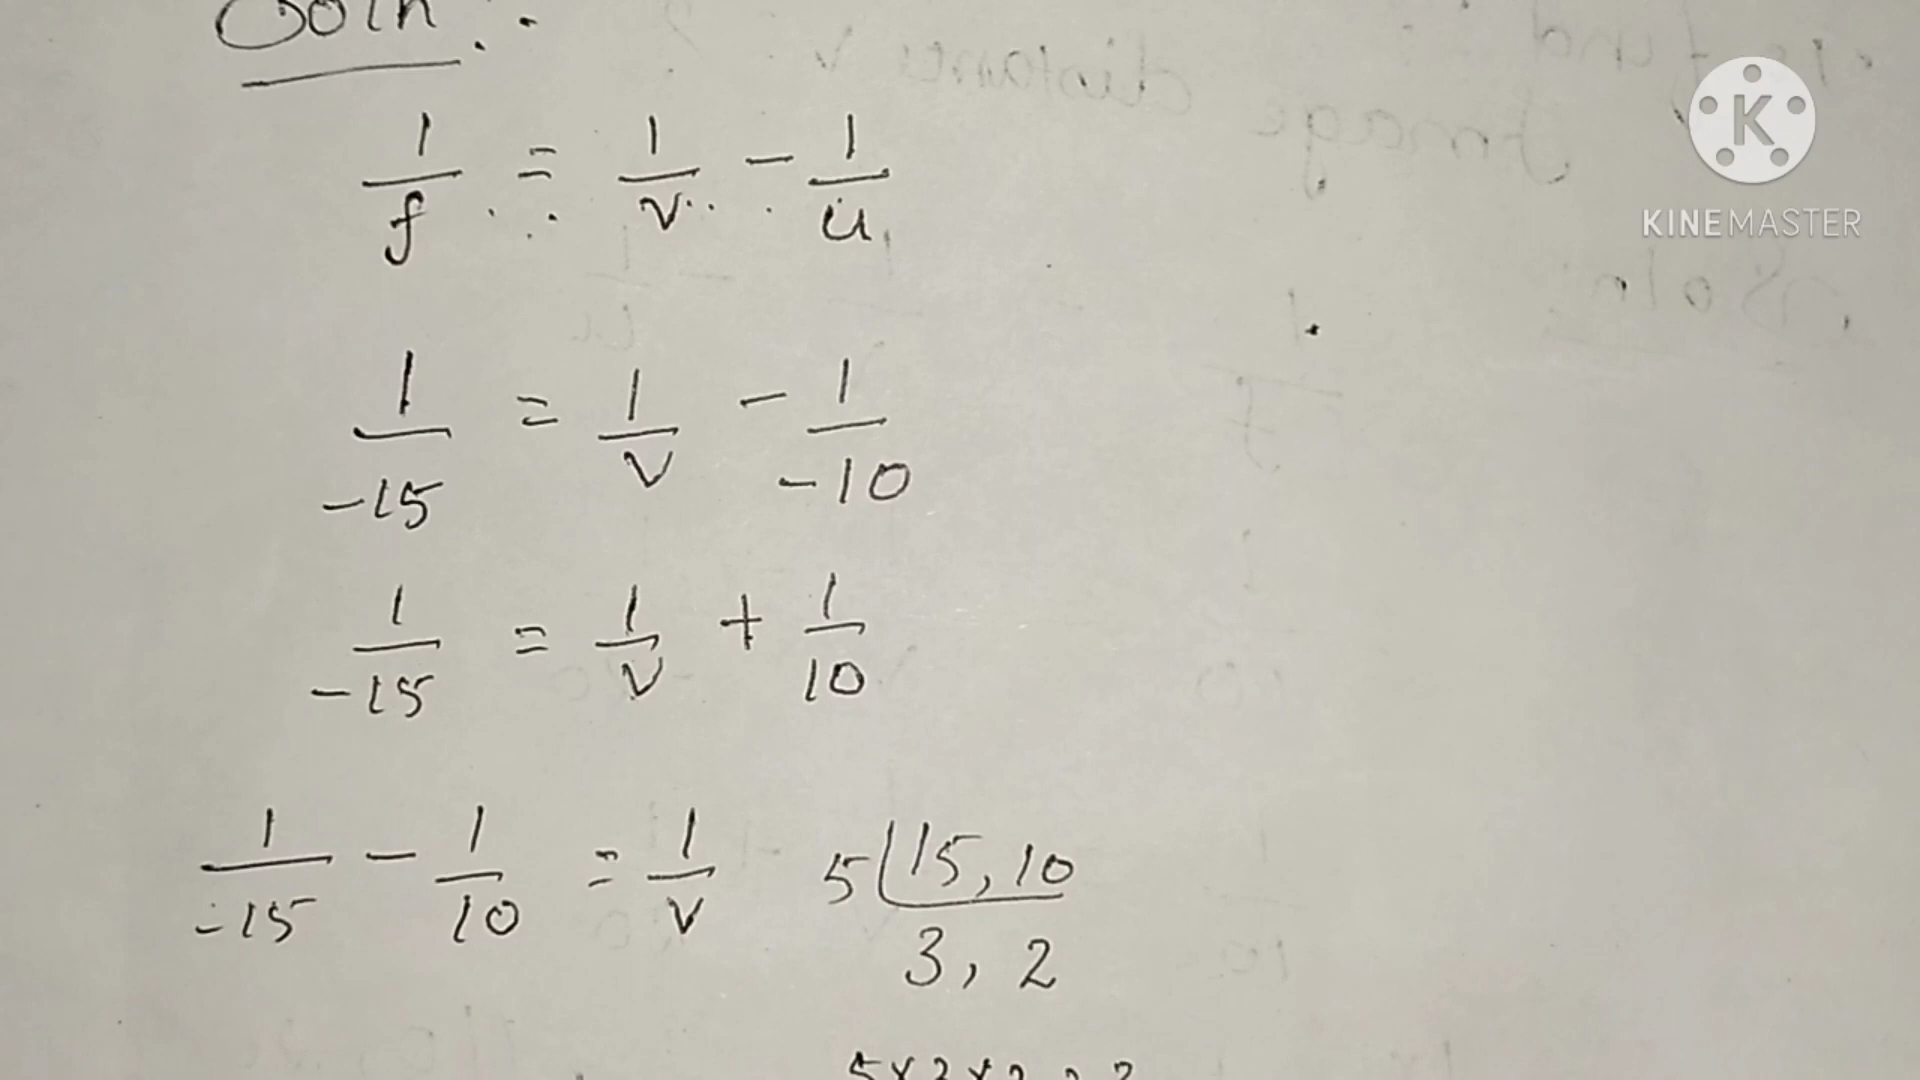 Soln :-
1/f = 1/v - 1/u
1/-15 = 1/v - 1/-10
1/-15 = 1/v + 1/10
1/-15 - 1/10 = 1/v
5 | 15, 10
3, 2
K
KINEMASTER